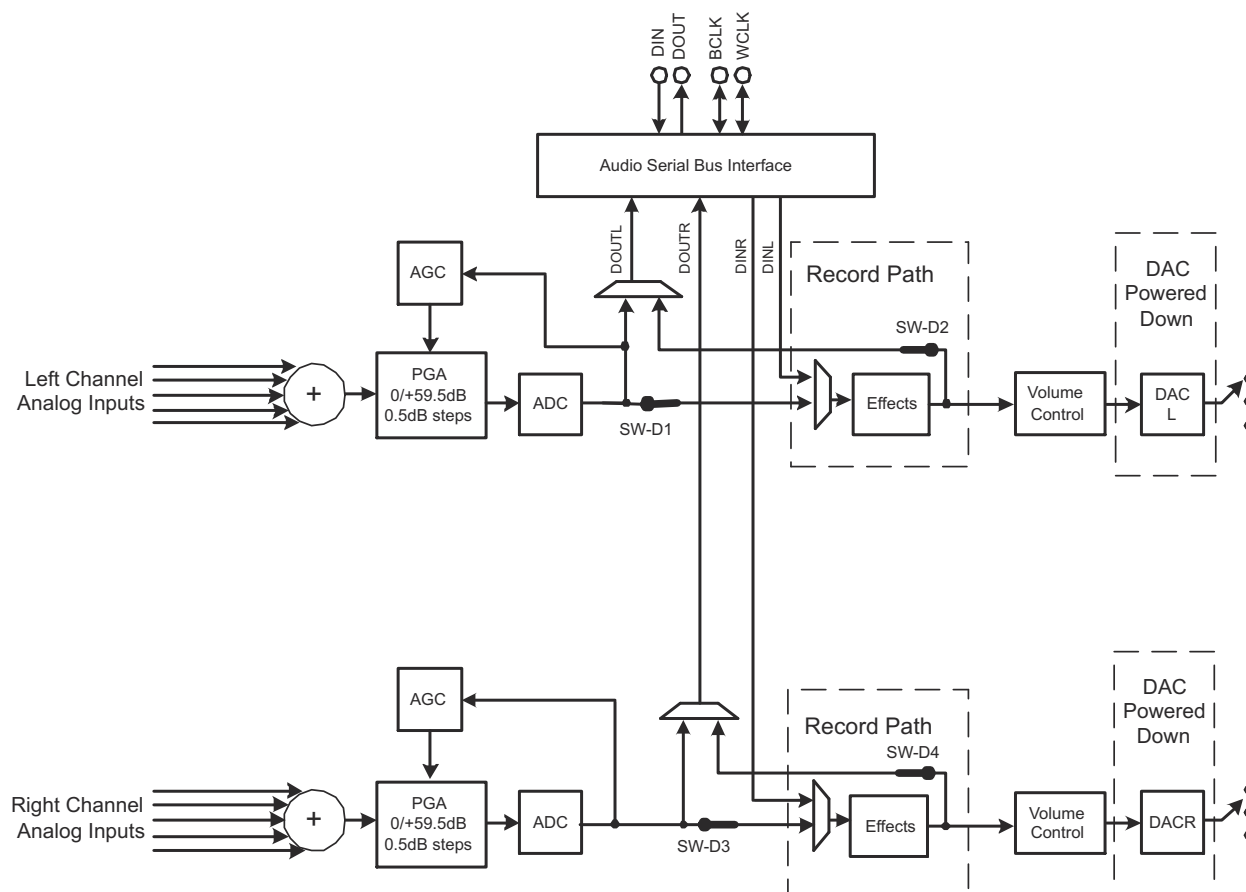 DIN
DOUT
BCLK
WCLK
Audio Serial Bus Interface
DOUTL
DOUTR
DINR
DINL
Record Path
DAC
Powered
Down
AGC
SW-D2
Left Channel
Analog Inputs
+
PGA
0/+59.5dB
0.5dB steps
ADC
SW-D1
Effects
Volume
Control
DAC
L
AGC
Record Path
DAC
Powered
Down
SW-D4
Right Channel
Analog Inputs
+
PGA
0/+59.5dB
0.5dB steps
ADC
SW-D3
Effects
Volume
Control
DACR